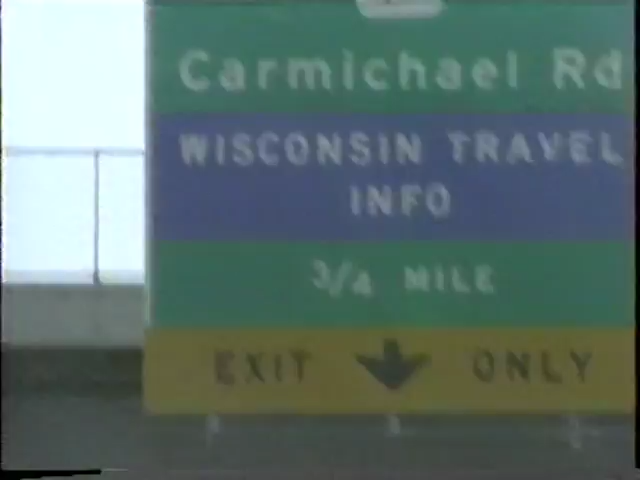 Carmichael Rd
WISCONSIN TRAVEL
INFO
3/4 MILE
EXIT ONLY